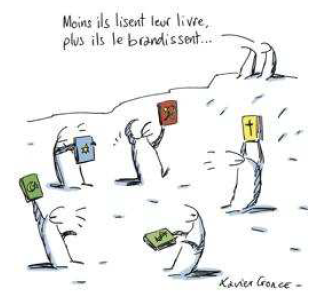 Moins ils lisent leur livre,
plus ils le brandissent...
Xavier Gorce -